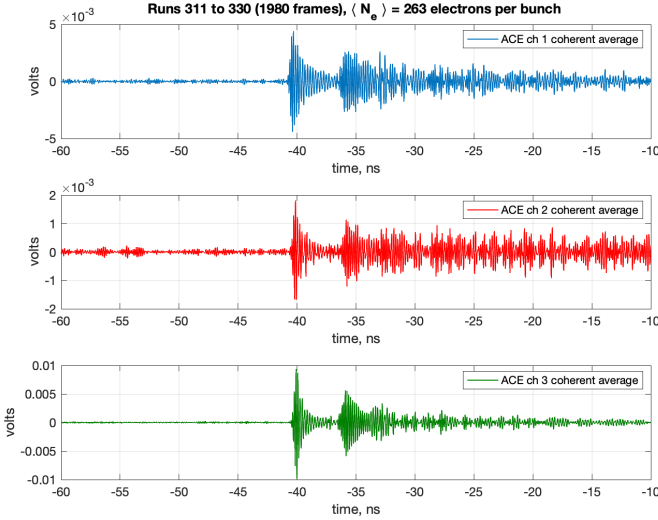 Runs 311 to 330 (1980 frames), ⟨ Nₑ ⟩ = 263 electrons per bunch
×10⁻³
5
0
-5
volts
ACE ch 1 coherent average
-60 -55 -50 -45 -40 -35 -30 -25 -20 -15 -10
time, ns
×10⁻³
2
1
0
-1
-2
volts
ACE ch 2 coherent average
-60 -55 -50 -45 -40 -35 -30 -25 -20 -15 -10
time, ns
0.01
0.005
0
-0.005
-0.01
volts
ACE ch 3 coherent average
-60 -55 -50 -45 -40 -35 -30 -25 -20 -15 -10
time, ns